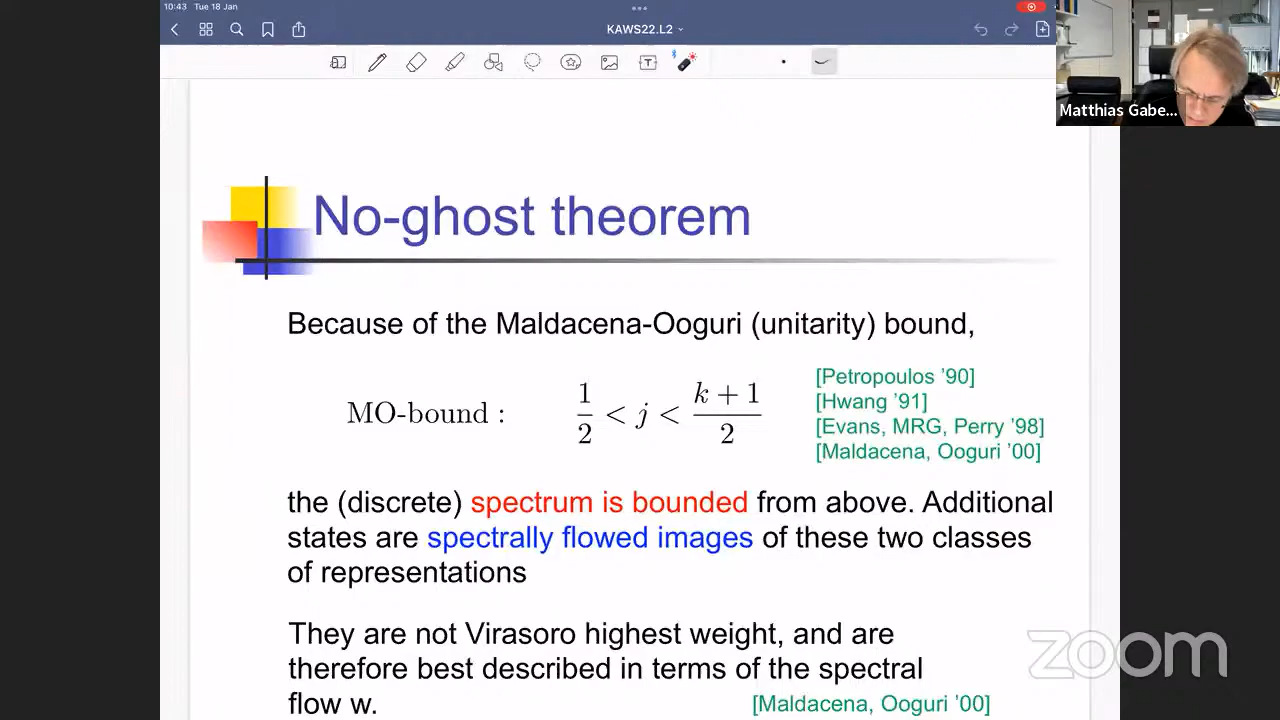 10:43 Tue 18 Jan
KAWS22.L2
Matthias Gabe...
No-ghost theorem
Because of the Maldacena-Ooguri (unitarity) bound,
MO-bound : 1/2 < j < (k + 1)/2
[Petropoulos '90]
[Hwang '91]
[Evans, MRG, Perry '98]
[Maldacena, Ooguri '00]
the (discrete) spectrum is bounded from above. Additional
states are spectrally flowed images of these two classes
of representations
They are not Virasoro highest weight, and are
therefore best described in terms of the spectral
flow w.
[Maldacena, Ooguri '00]
zoom